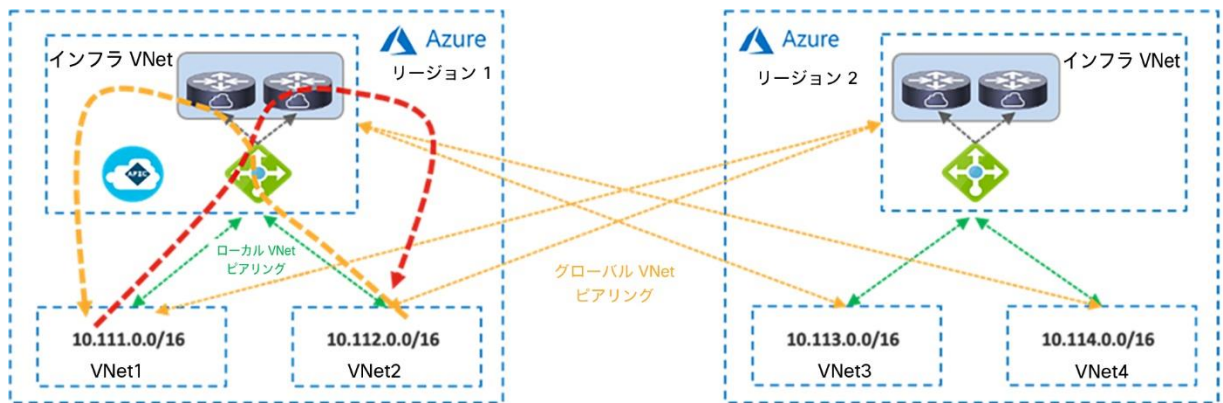 インフラ VNet
Azure
リージョン 1
APIC
ローカル VNet
ピアリング
10.111.0.0/16
VNet1
10.112.0.0/16
VNet2
グローバル VNet
ピアリング
Azure
リージョン 2
インフラ VNet
10.113.0.0/16
VNet3
10.114.0.0/16
VNet4